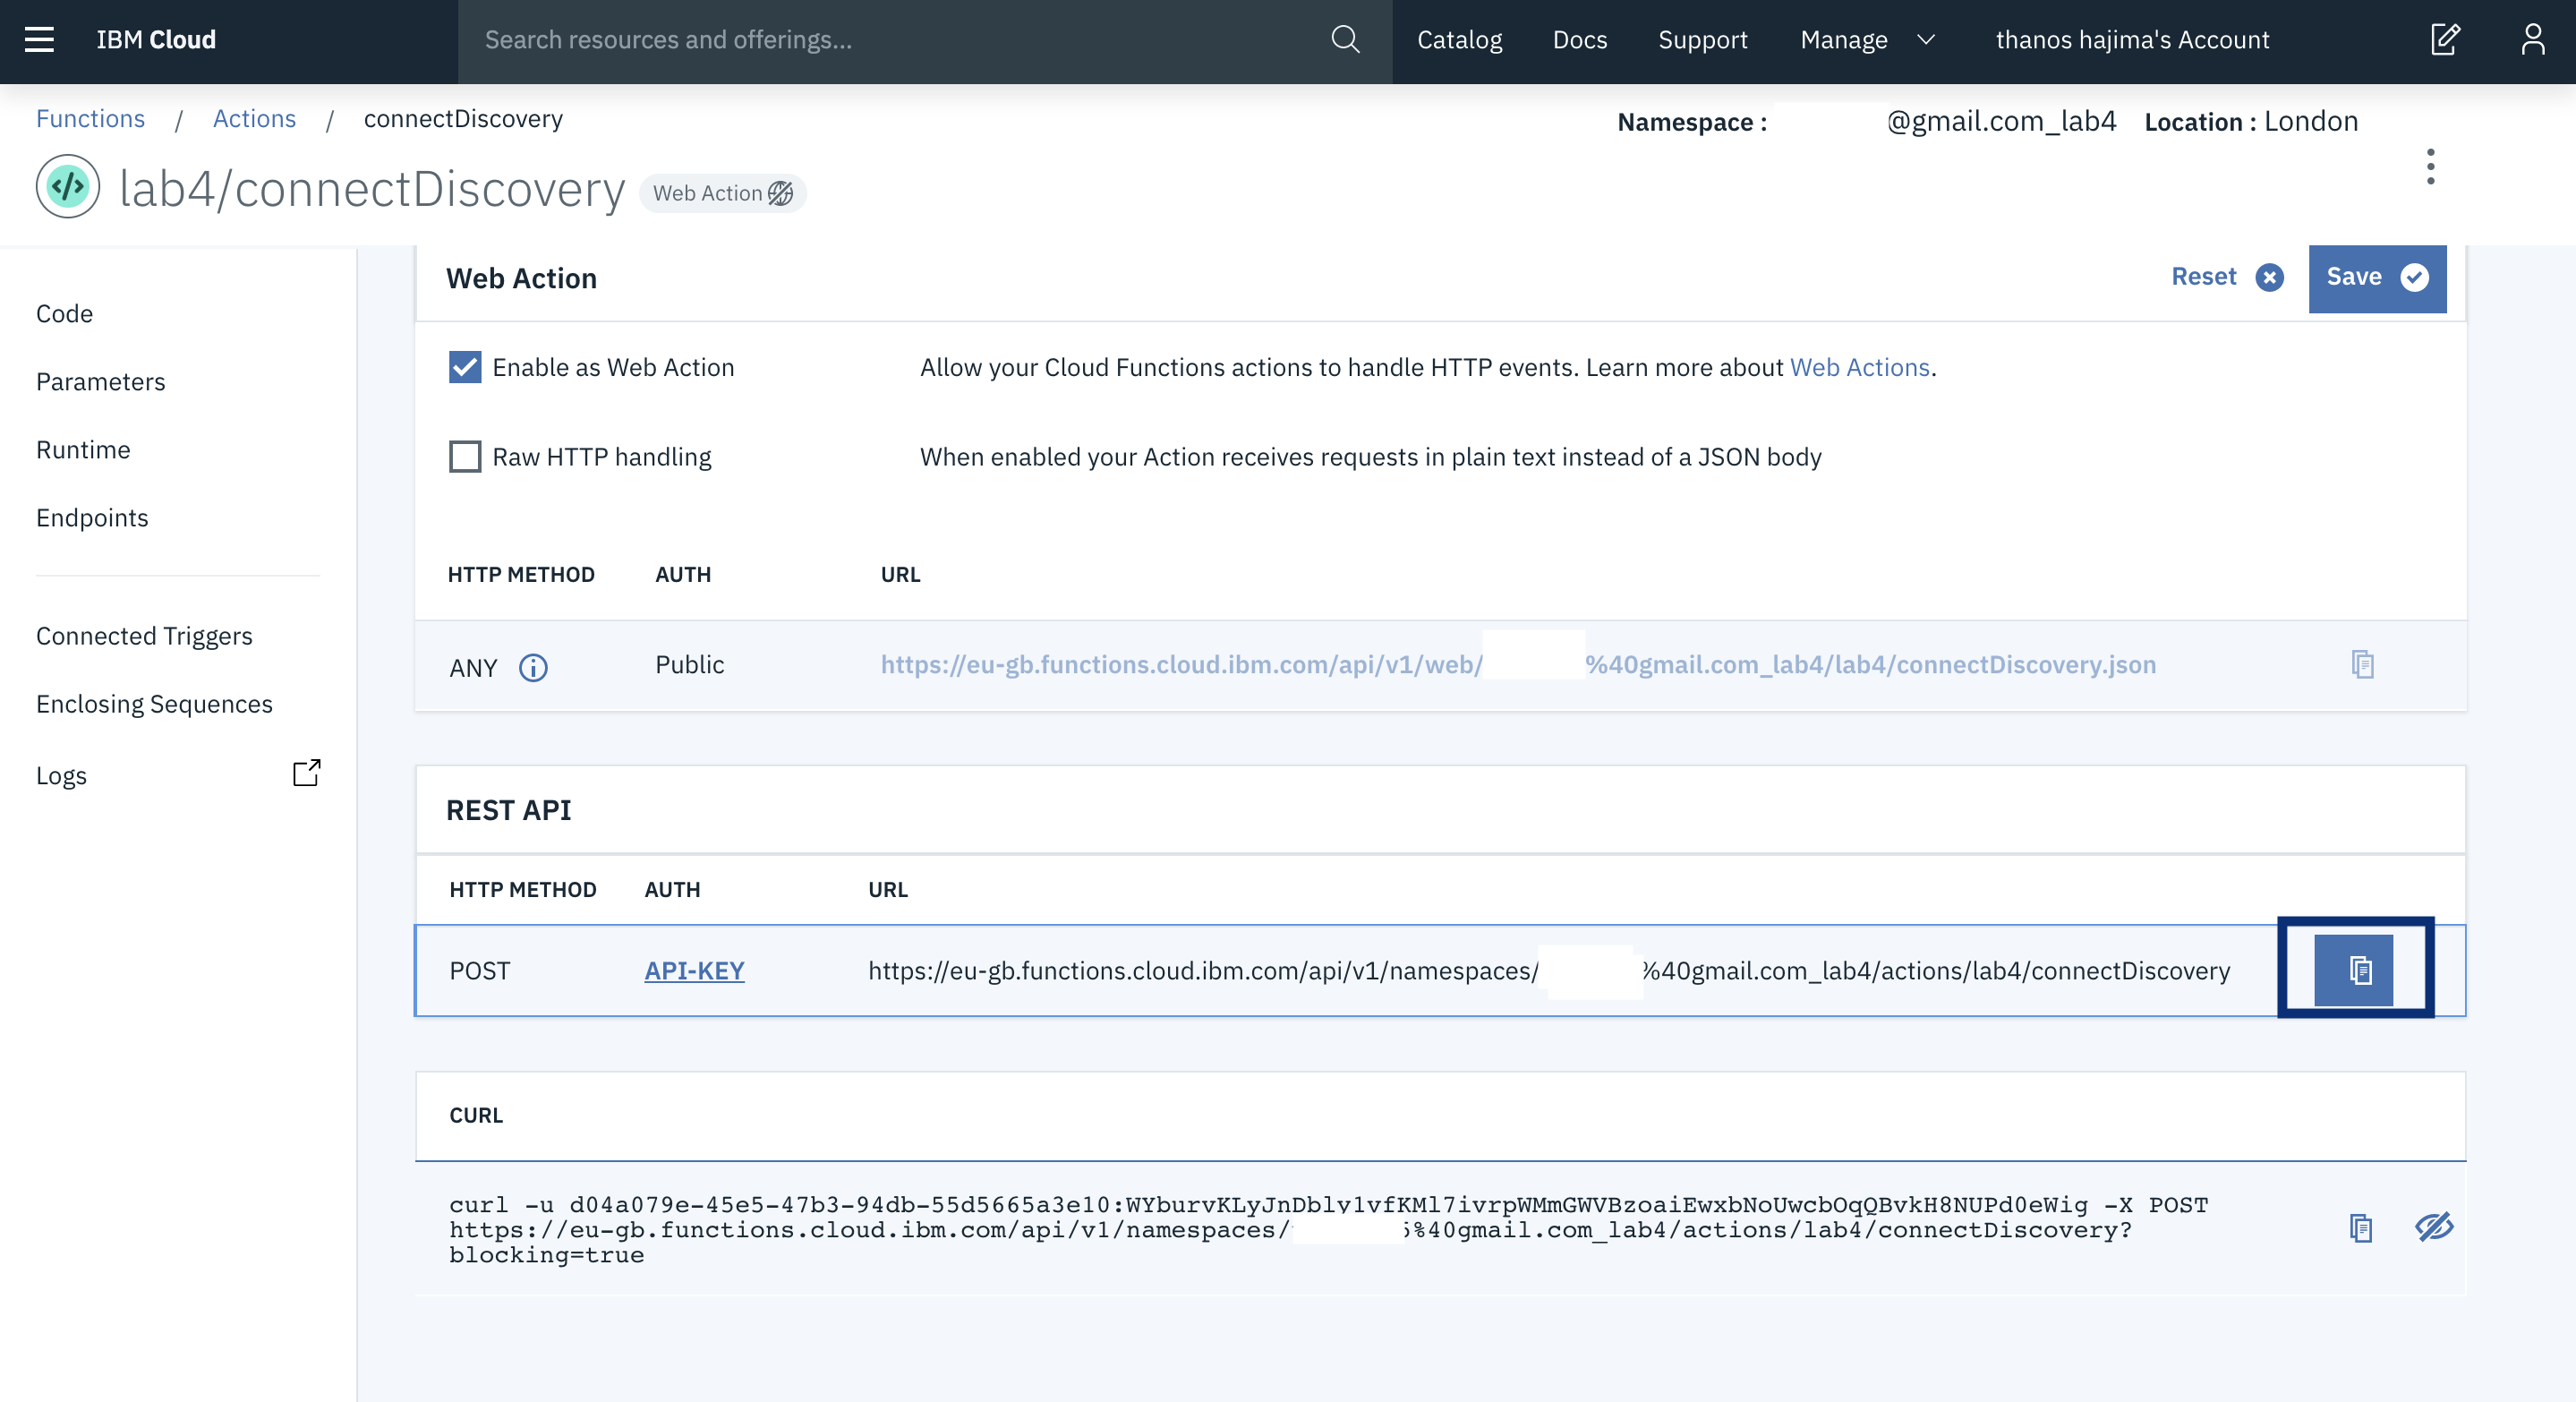 IBM Cloud
Search resources and offerings...
Catalog
Docs
Support
Manage
thanos hajima's Account
Functions / Actions / connectDiscovery
Namespace : @gmail.com_lab4 Location : London
lab4/connectDiscovery
Web Action
Code
Parameters
Runtime
Endpoints
Connected Triggers
Enclosing Sequences
Logs
Web Action
Reset
Save
Enable as Web Action
Allow your Cloud Functions actions to handle HTTP events. Learn more about Web Actions.
Raw HTTP handling
When enabled your Action receives requests in plain text instead of a JSON body
HTTP METHOD AUTH URL
ANY Public https://eu-gb.functions.cloud.ibm.com/api/v1/web/ %40gmail.com_lab4/lab4/connectDiscovery.json
REST API
HTTP METHOD AUTH URL
POST API-KEY https://eu-gb.functions.cloud.ibm.com/api/v1/namespaces/ %40gmail.com_lab4/actions/lab4/connectDiscovery
CURL
curl -u d04a079e-45e5-47b3-94db-55d5665a3e10:WYburvKLyJnDbly1vfKMl7ivrpWMmGWVBzoaiEwxbNoUwcbOqQBvkH8NUPd0eWig -X POST
https://eu-gb.functions.cloud.ibm.com/api/v1/namespaces/ %40gmail.com_lab4/actions/lab4/connectDiscovery?
blocking=true